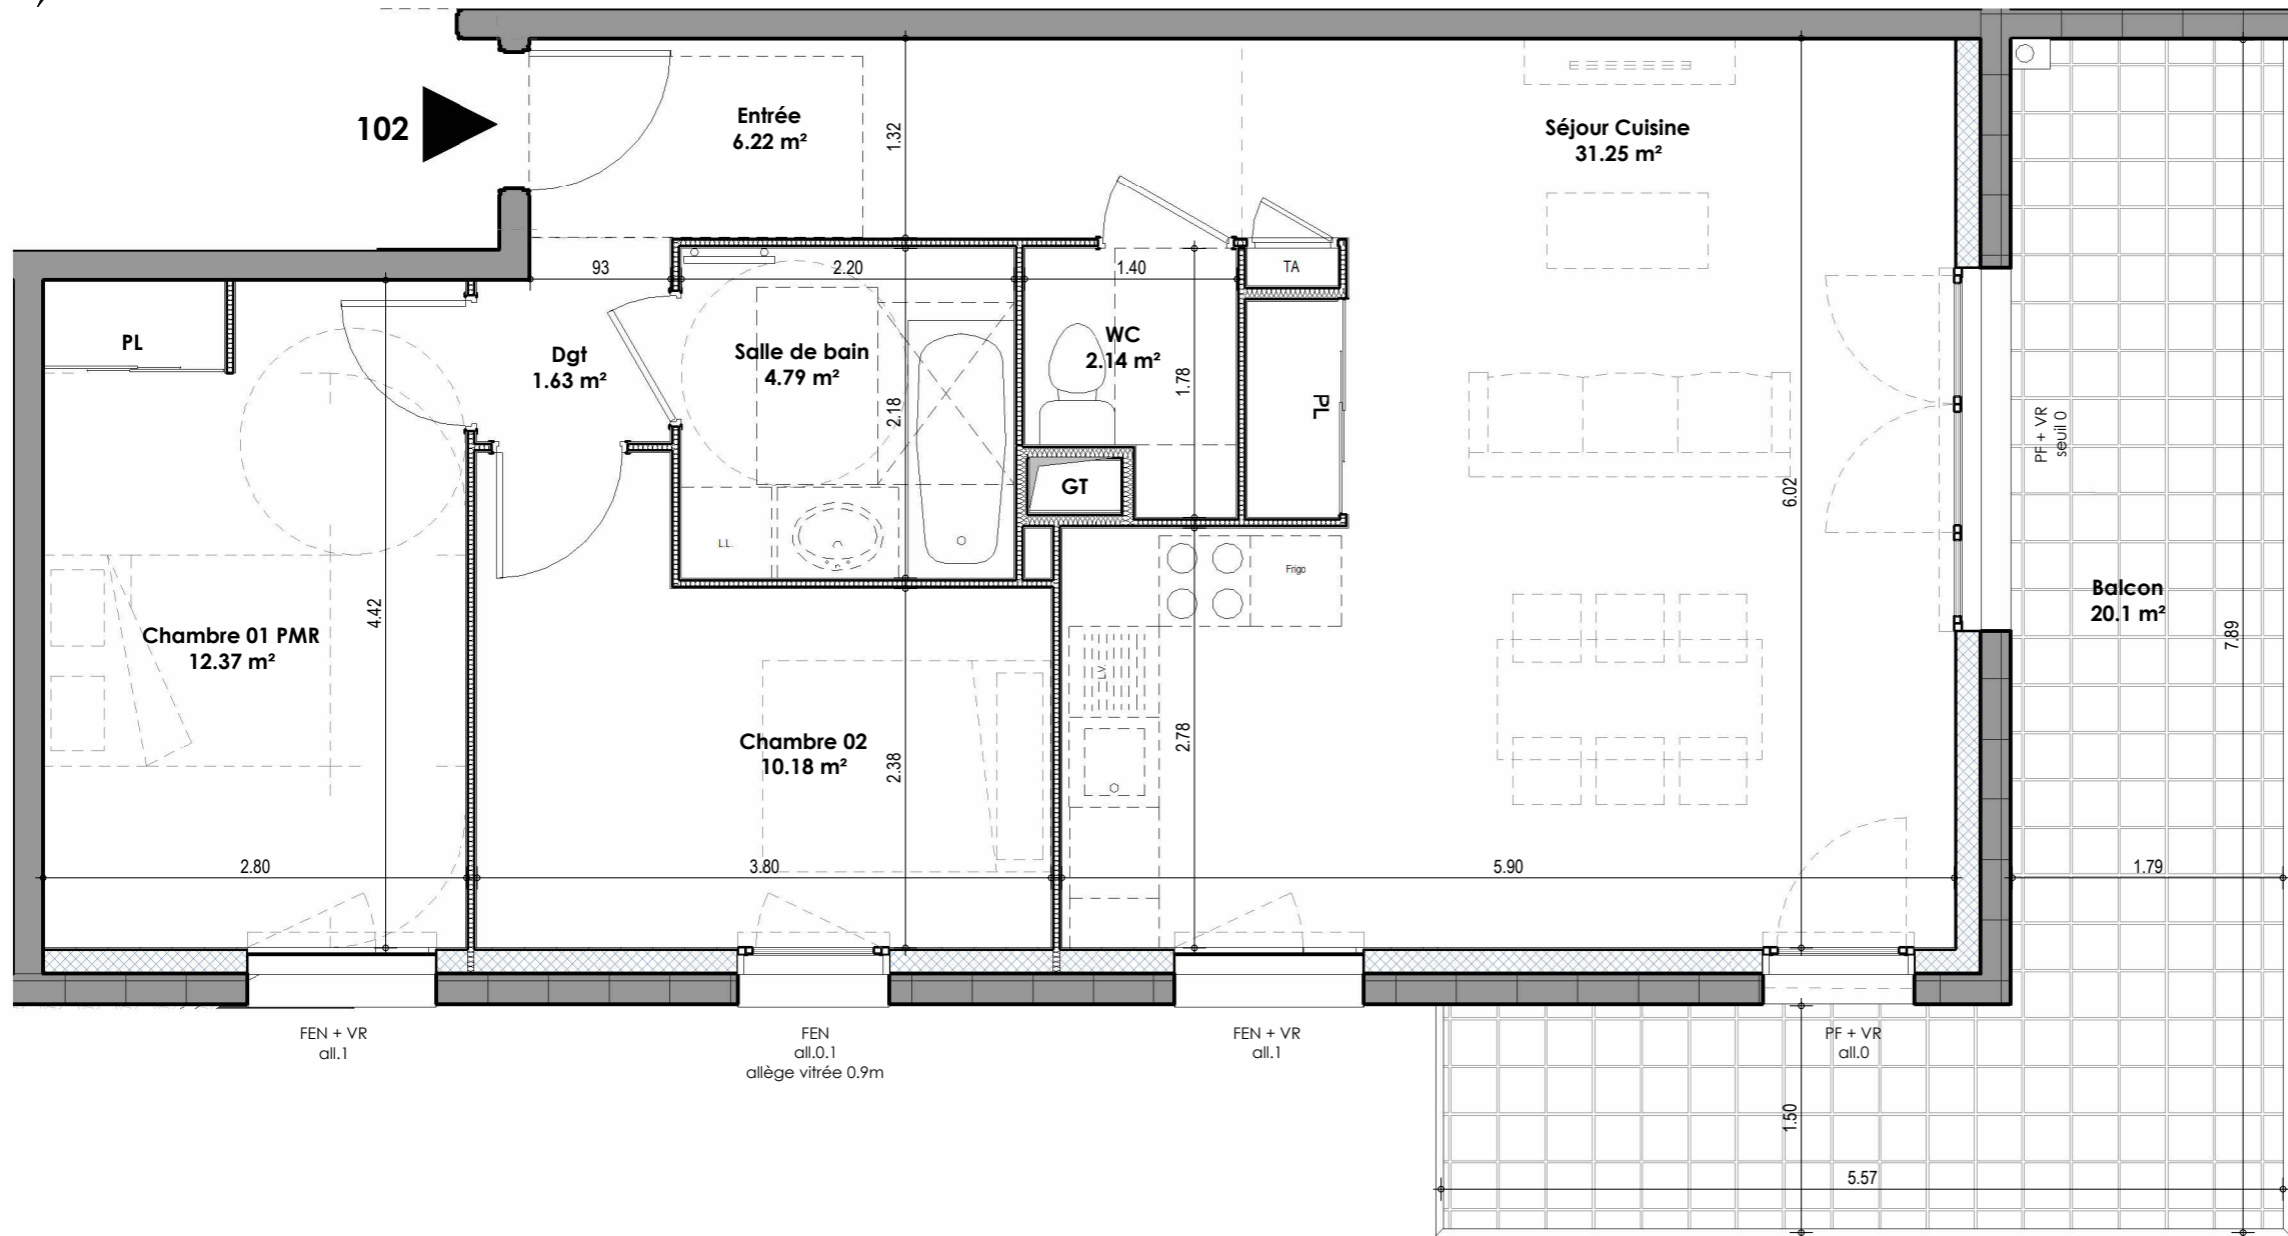 102
Entrée
6.22 m²
1.32
Séjour Cuisine
31.25 m²
93
2.20
1.40
TA
PL
Dgt
1.63 m²
Salle de bain
4.79 m²
2.18
WC
2.14 m²
1.78
PL
GT
LL
Frigo
6.02
PF + VR
seuil 0
Balcon
20.1 m²
7.89
Chambre 01 PMR
12.37 m²
4.42
L.V.
Chambre 02
10.18 m²
2.38
2.78
2.80
3.80
5.90
1.79
FEN + VR
all.1
FEN
all.0.1
allège vitrée 0.9m
FEN + VR
all.1
PF + VR
all.0
1.50
5.57